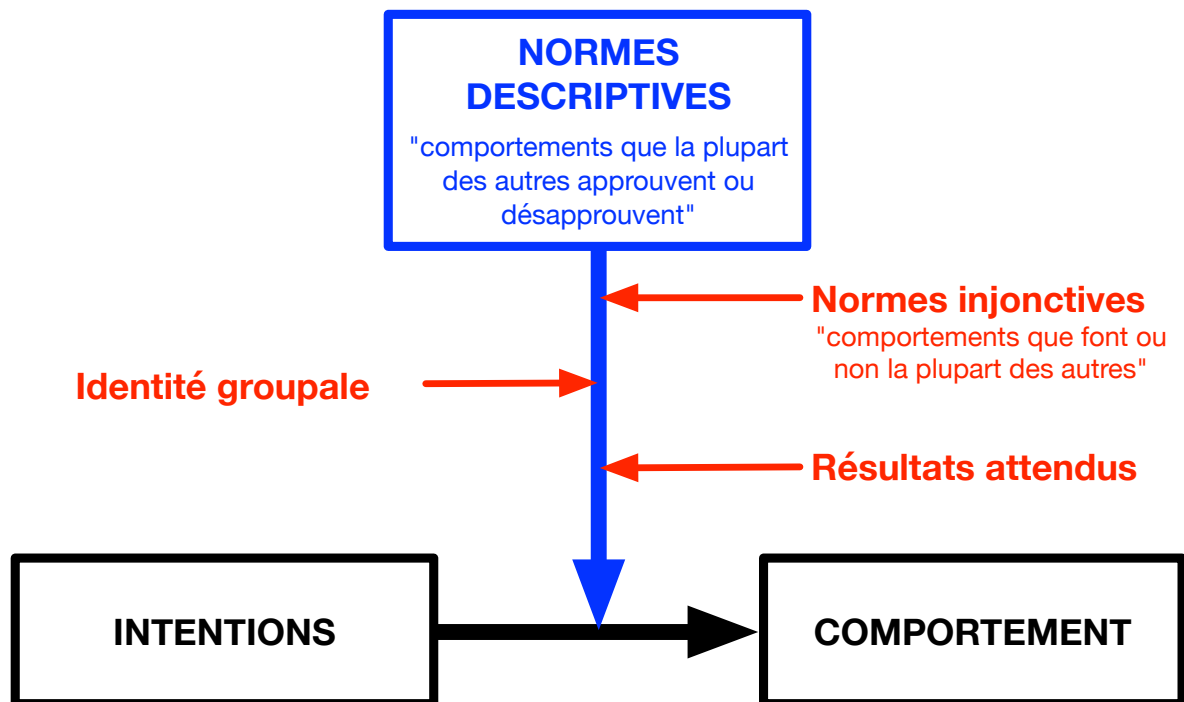 NORMES
DESCRIPTIVES
"comportements que la plupart
des autres approuvent ou
désapprouvent"
Normes injonctives
"comportements que font ou
non la plupart des autres"
Identité groupale
Résultats attendus
INTENTIONS
COMPORTEMENT